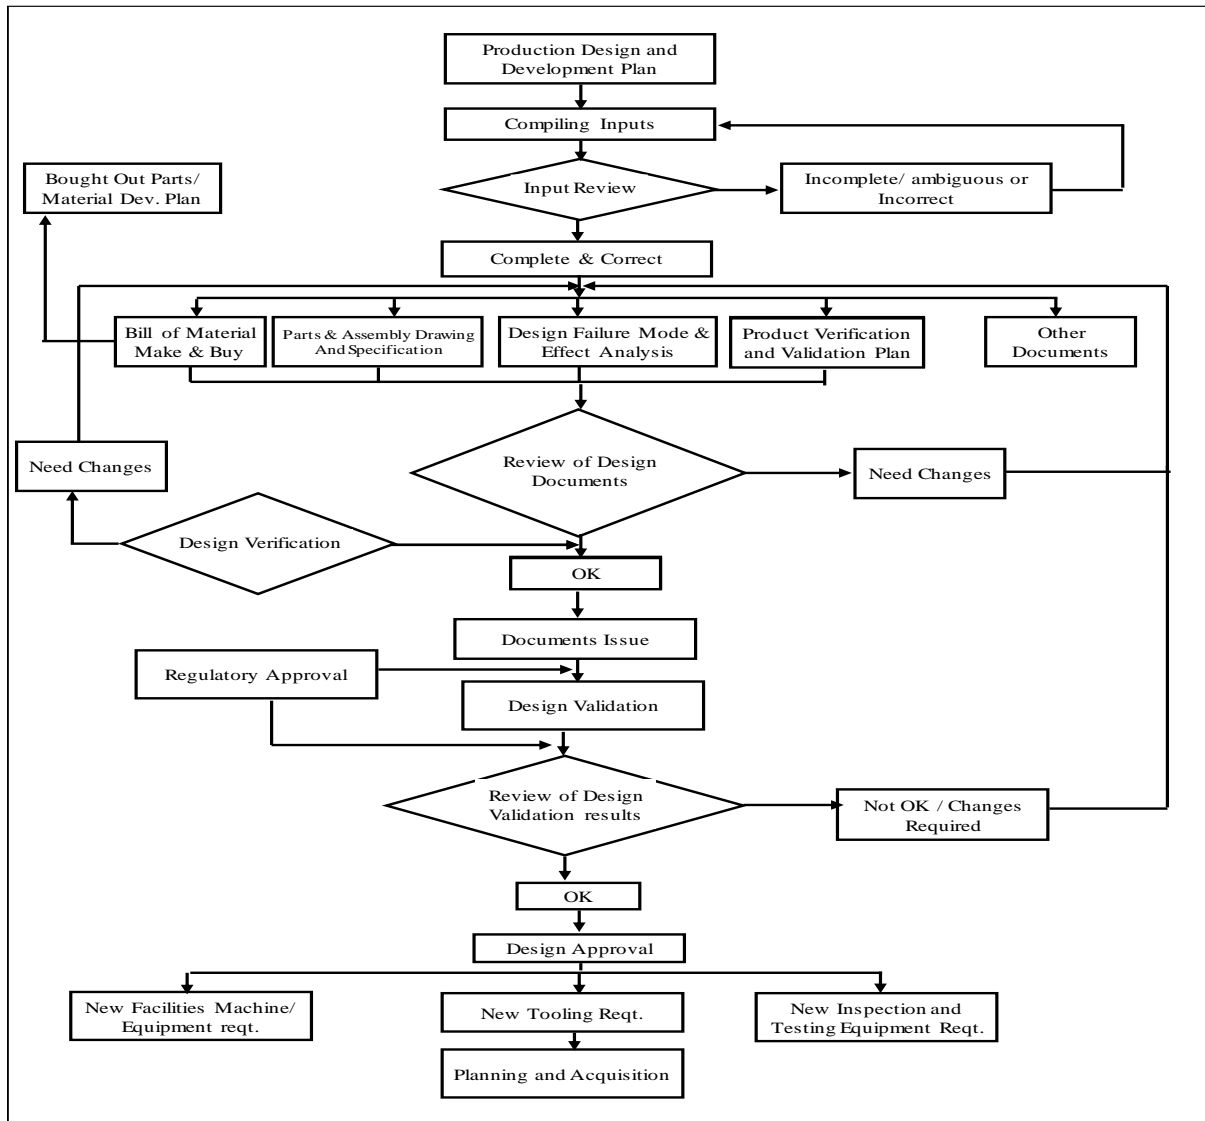 Production Design and
Development Plan
Compiling Inputs
Bought Out Parts/
Material Dev. Plan
Input Review
Incomplete/ ambiguous or
Incorrect
Complete & Correct
Bill of Material
Make & Buy
Parts & Assembly Drawing
And Specification
Design Failure Mode &
Effect Analysis
Product Verification
and Validation Plan
Other
Documents
Need Changes
Review of Design
Documents
Need Changes
Design Verification
OK
Documents Issue
Regulatory Approval
Design Validation
Review of Design
Validation results
Not OK / Changes
Required
OK
Design Approval
New Facilities Machine/
Equipment reqt.
New Tooling Reqt.
New Inspection and
Testing Equipment Reqt.
Planning and Acquisition